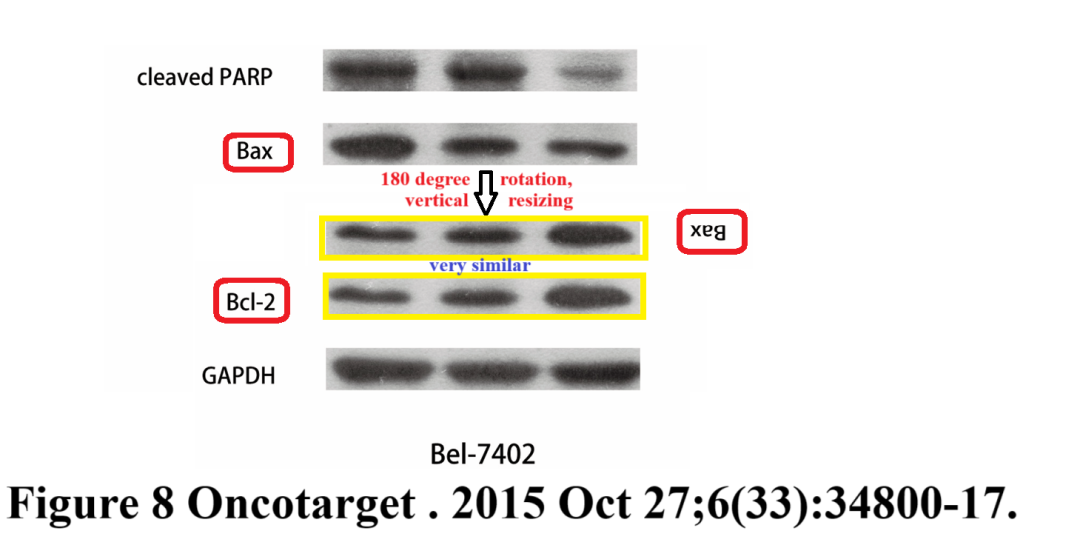 cleaved PARP
Bax
180 degree rotation,
vertical resizing
Bax
very similar
Bcl-2
GAPDH
Bel-7402
Figure 8 Oncotarget . 2015 Oct 27;6(33):34800-17.